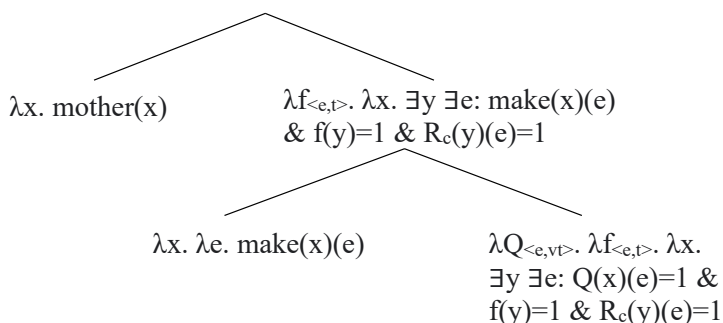 λx. mother(x)
λf<e,t>. λx. ∃y ∃e: make(x)(e)
& f(y)=1 & Rc(y)(e)=1
λx. λe. make(x)(e)
λQ<e,vt>. λf<e,t>. λx.
∃y ∃e: Q(x)(e)=1 &
f(y)=1 & Rc(y)(e)=1